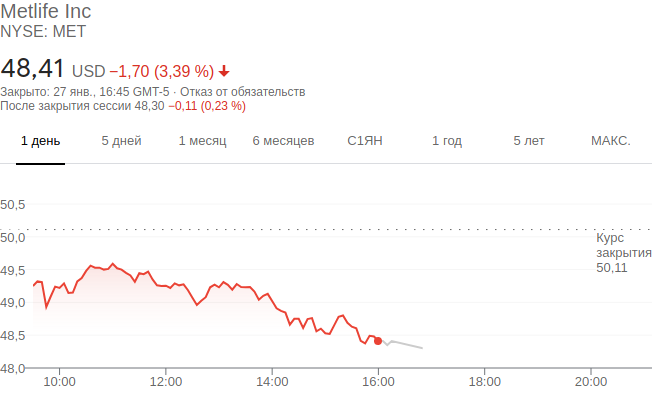 Metlife Inc
NYSE: MET
48,41 USD −1,70 (3,39 %)
Закрыто: 27 янв., 16:45 GMT-5 · Отказ от обязательств
После закрытия сессии 48,30 −0,11 (0,23 %)
1 день 5 дней 1 месяц 6 месяцев С1ЯН 1 год 5 лет МАКС.
50,5
50,0
49,5
49,0
48,5
48,0
Курс
закрытия
50,11
10:00 12:00 14:00 16:00 18:00 20:00